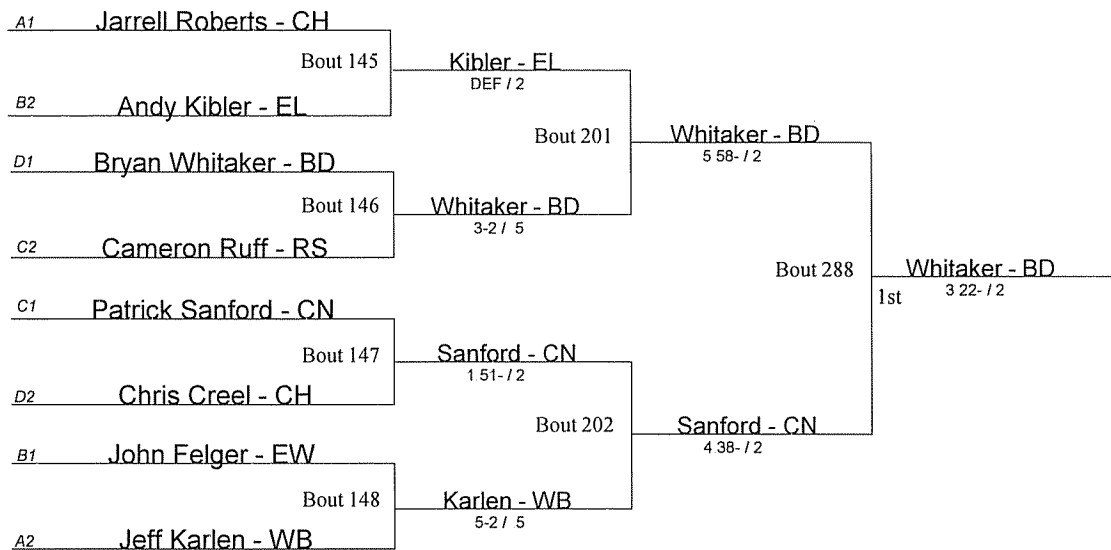 A1 Jarrell Roberts - CH
Bout 145
Kibler - EL
DEF / 2
B2 Andy Kibler - EL
Bout 201
Whitaker - BD
5 58- / 2
D1 Bryan Whitaker - BD
Bout 146
Whitaker - BD
3-2 / 5
C2 Cameron Ruff - RS
Bout 288
Whitaker - BD
3 22- / 2
1st
C1 Patrick Sanford - CN
Bout 147
Sanford - CN
1 51- / 2
D2 Chris Creel - CH
Bout 202
Sanford - CN
4 38- / 2
B1 John Felger - EW
Bout 148
Karlen - WB
5-2 / 5
A2 Jeff Karlen - WB